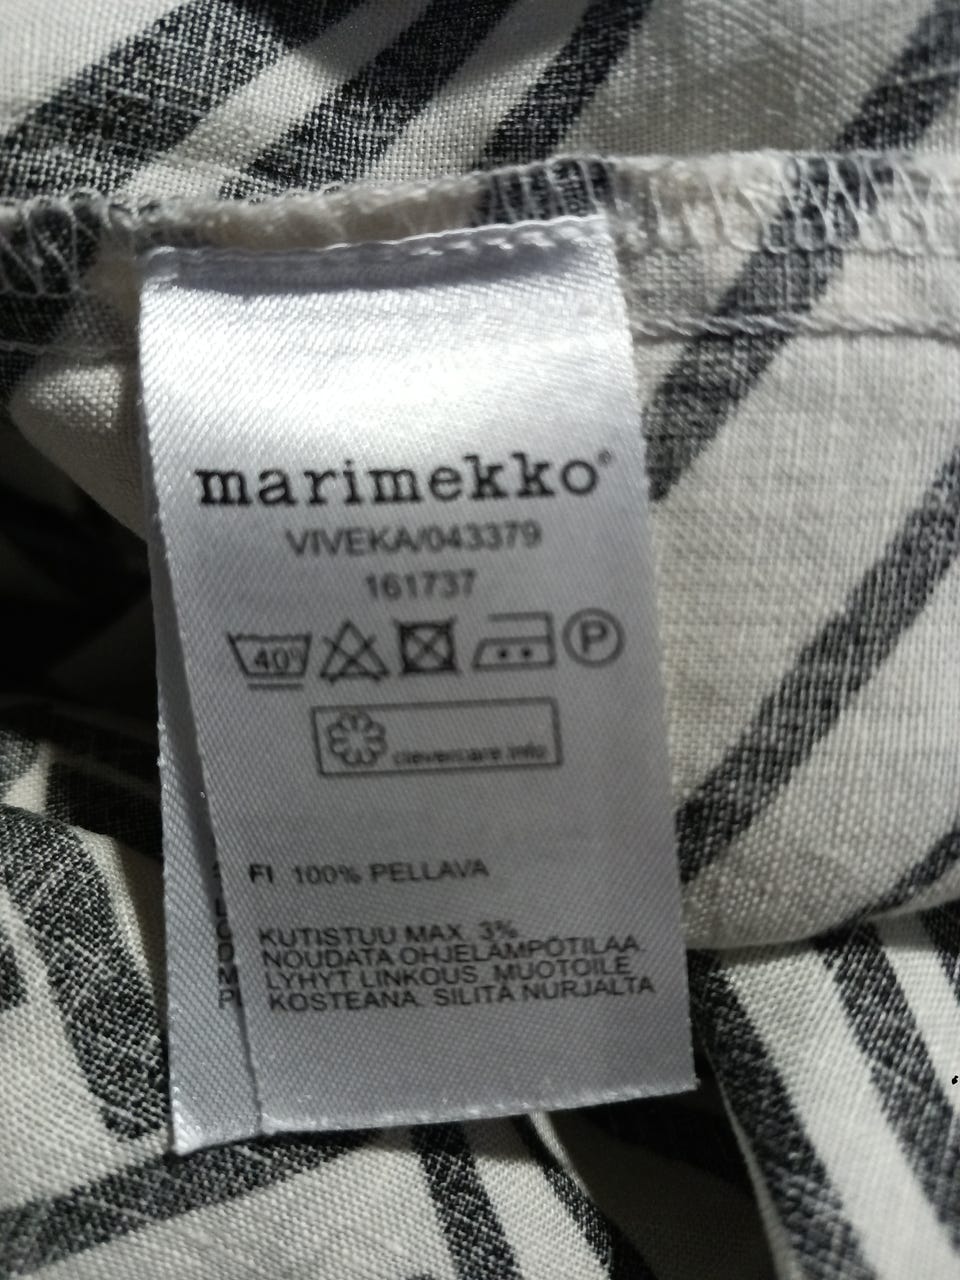 marimekko®
VIVEKA/043379
161737
40° P
clevercare.info
FI 100% PELLAVA
KUTISTUU MAX. 3%.
NOUDATA OHJELÄMPÖTILAA.
LYHYT LINKOUS. MUOTOILE
KOSTEANA. SILITÄ NURJALTA